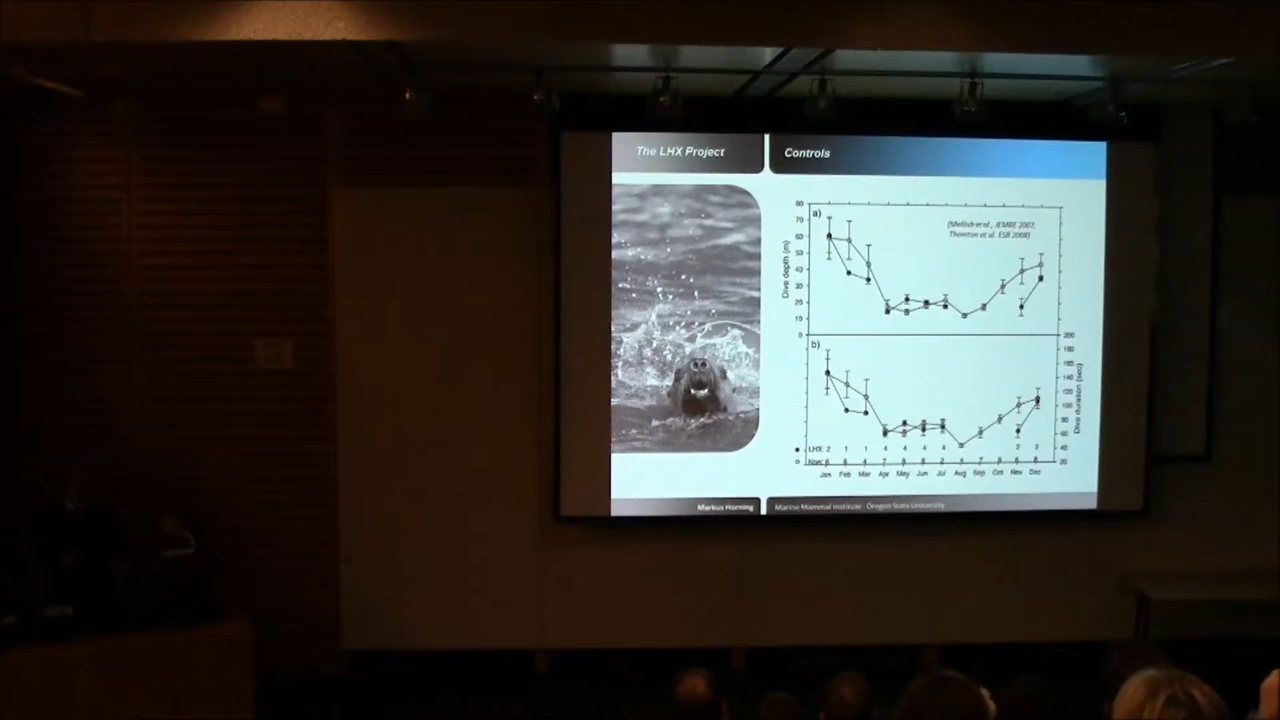 The LHX Project
Controls
a)
(Mellish et al., JEMBE 2007,
Thomton et al. ESR 2008)
Dive depth (m)
80
70
60
50
40
30
20
10
0
b)
200
180
160
140
120
100
80
60
40
20
Dive duration (sec)
LHX: 2 1 1 4 4 4 4 2 2
Jan Feb Mar Apr May Jun Jul Aug Sep Oct Nov Dec
Markus Horning
Marine Mammal Institute - Oregon State University